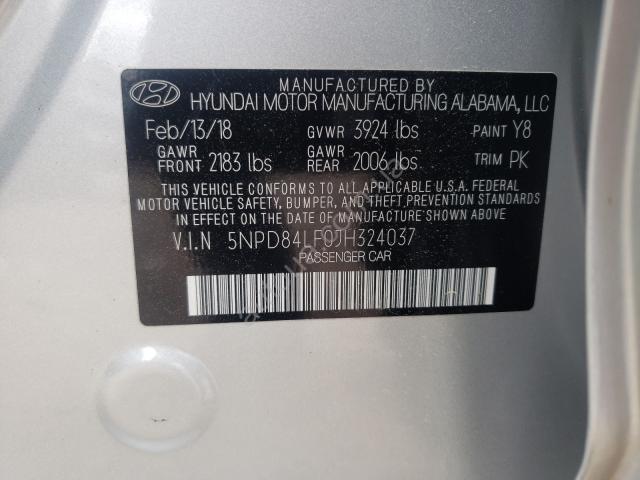 MANUFACTURED BY
HYUNDAI MOTOR MANUFACTURING ALABAMA, LLC
Feb/13/18 GVWR 3924 lbs PAINT Y8
GAWR FRONT 2183 lbs GAWR REAR 2006 lbs TRIM PK
THIS VEHICLE CONFORMS TO ALL APPLICABLE U.S.A. FEDERAL
MOTOR VEHICLE SAFETY, BUMPER, AND THEFT PREVENTION STANDARDS
IN EFFECT ON THE DATE OF MANUFACTURE SHOWN ABOVE.
V.I.N 5NPD84LF0JH324037
PASSENGER CAR